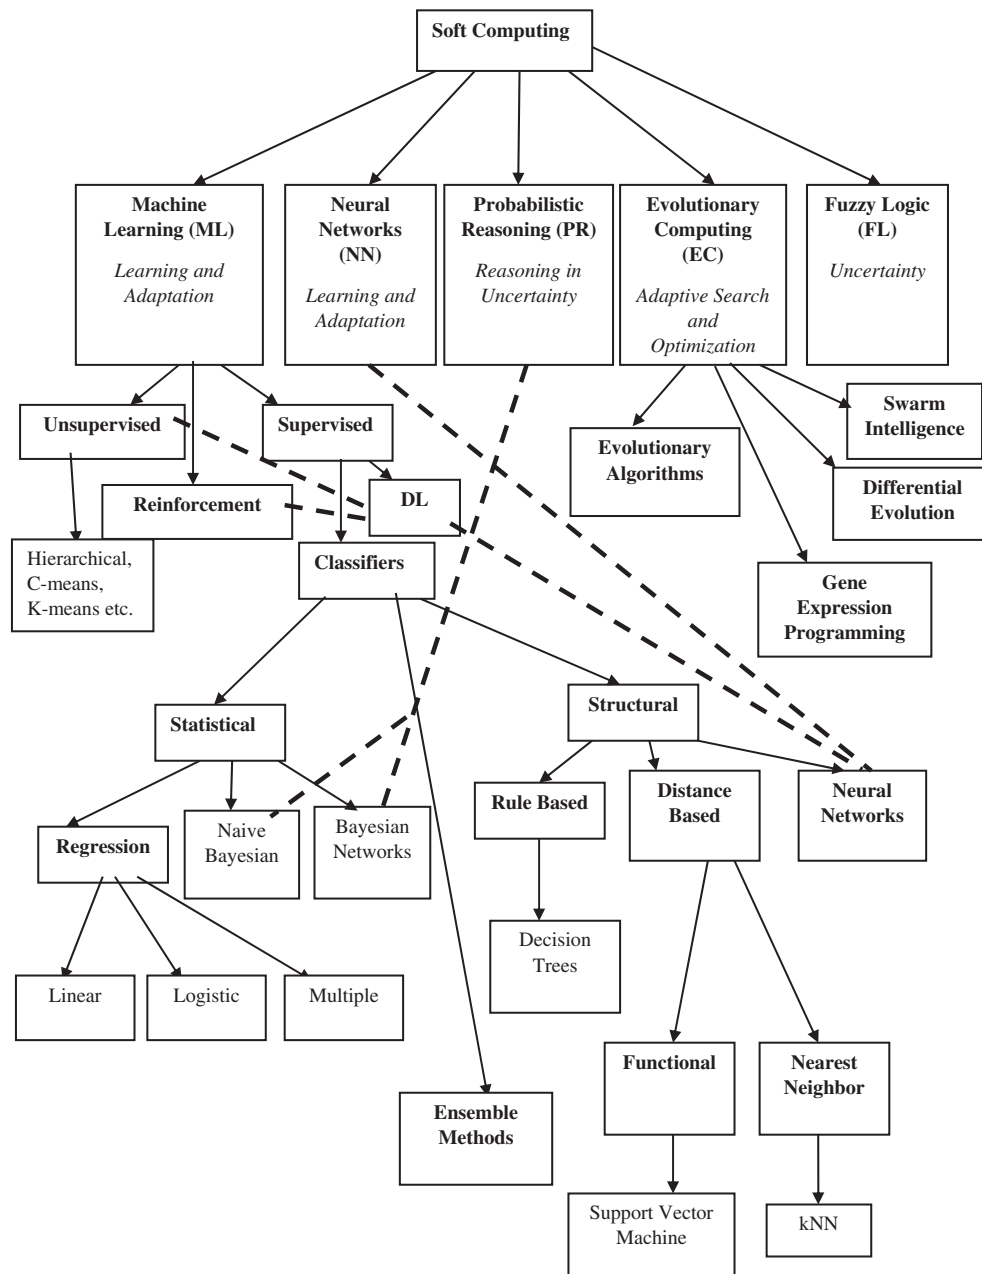 Soft Computing
Machine
Learning (ML)
Learning and
Adaptation
Neural
Networks
(NN)
Learning and
Adaptation
Probabilistic
Reasoning (PR)
Reasoning in
Uncertainty
Evolutionary
Computing
(EC)
Adaptive Search
and
Optimization
Fuzzy Logic
(FL)
Uncertainty
Unsupervised
Supervised
Swarm
Intelligence
Evolutionary
Algorithms
Reinforcement
DL
Differential
Evolution
Hierarchical,
C-means,
K-means etc.
Classifiers
Gene
Expression
Programming
Statistical
Structural
Rule Based
Distance
Based
Neural
Networks
Regression
Naive
Bayesian
Bayesian
Networks
Decision
Trees
Linear
Logistic
Multiple
Functional
Nearest
Neighbor
Ensemble
Methods
Support Vector
Machine
kNN